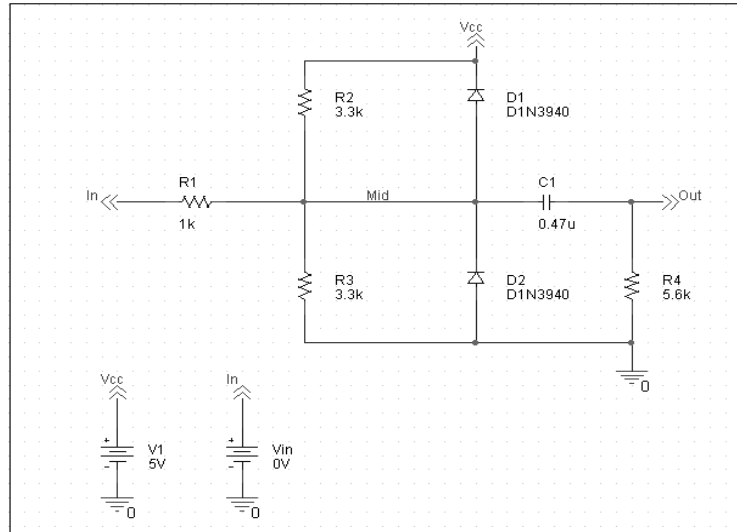 Vcc
R2
3.3k
D1
D1N3940
In
R1
1k
Mid
C1
0.47u
Out
R3
3.3k
D2
D1N3940
R4
5.6k
0
Vcc
In
+
V1
5V
-
0
+
Vin
0V
-
0